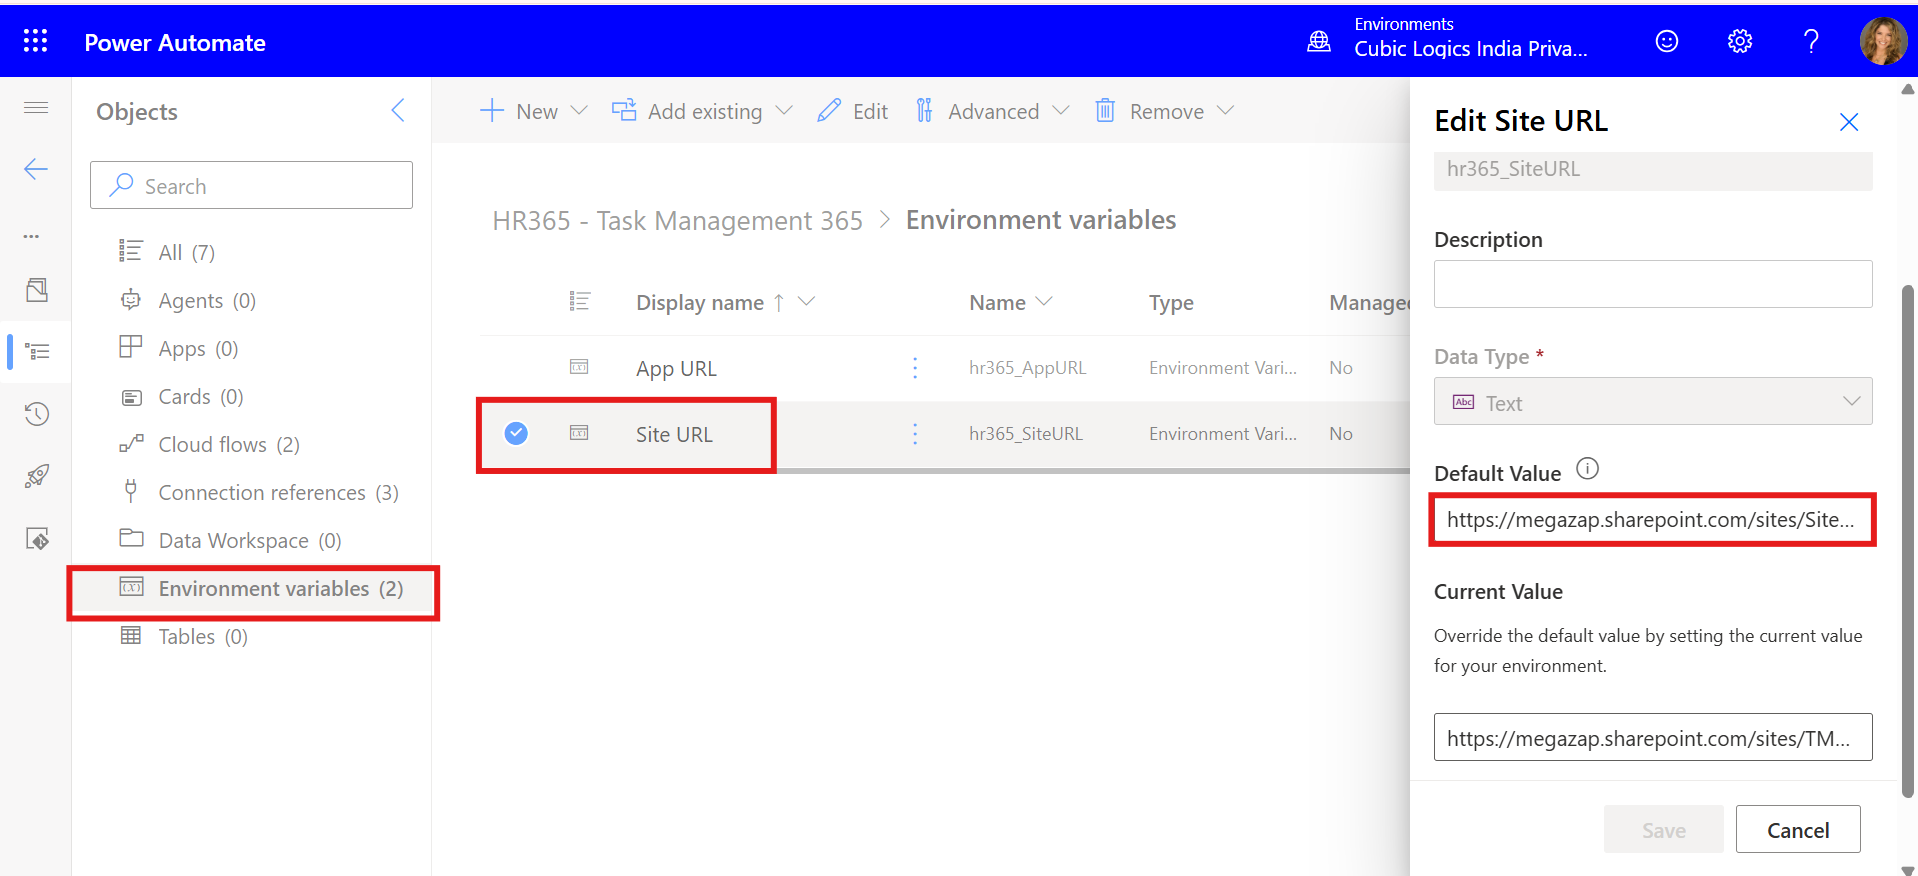 Power Automate
Environments
Cubic Logics India Priva...
Objects
Search
All (7)
Agents (0)
Apps (0)
Cards (0)
Cloud flows (2)
Connection references (3)
Data Workspace (0)
Environment variables (2)
Tables (0)
New
Add existing
Edit
Advanced
Remove
HR365 - Task Management 365 > Environment variables
Display name ↑
Name
Type
Managed
App URL
hr365_AppURL
Environment Vari...
No
Site URL
hr365_SiteURL
Environment Vari...
No
Edit Site URL
hr365_SiteURL
Description
Data Type *
Abc
Text
Default Value
https://megazap.sharepoint.com/sites/Site...
Current Value
Override the default value by setting the current value
for your environment.
https://megazap.sharepoint.com/sites/TM...
Save
Cancel